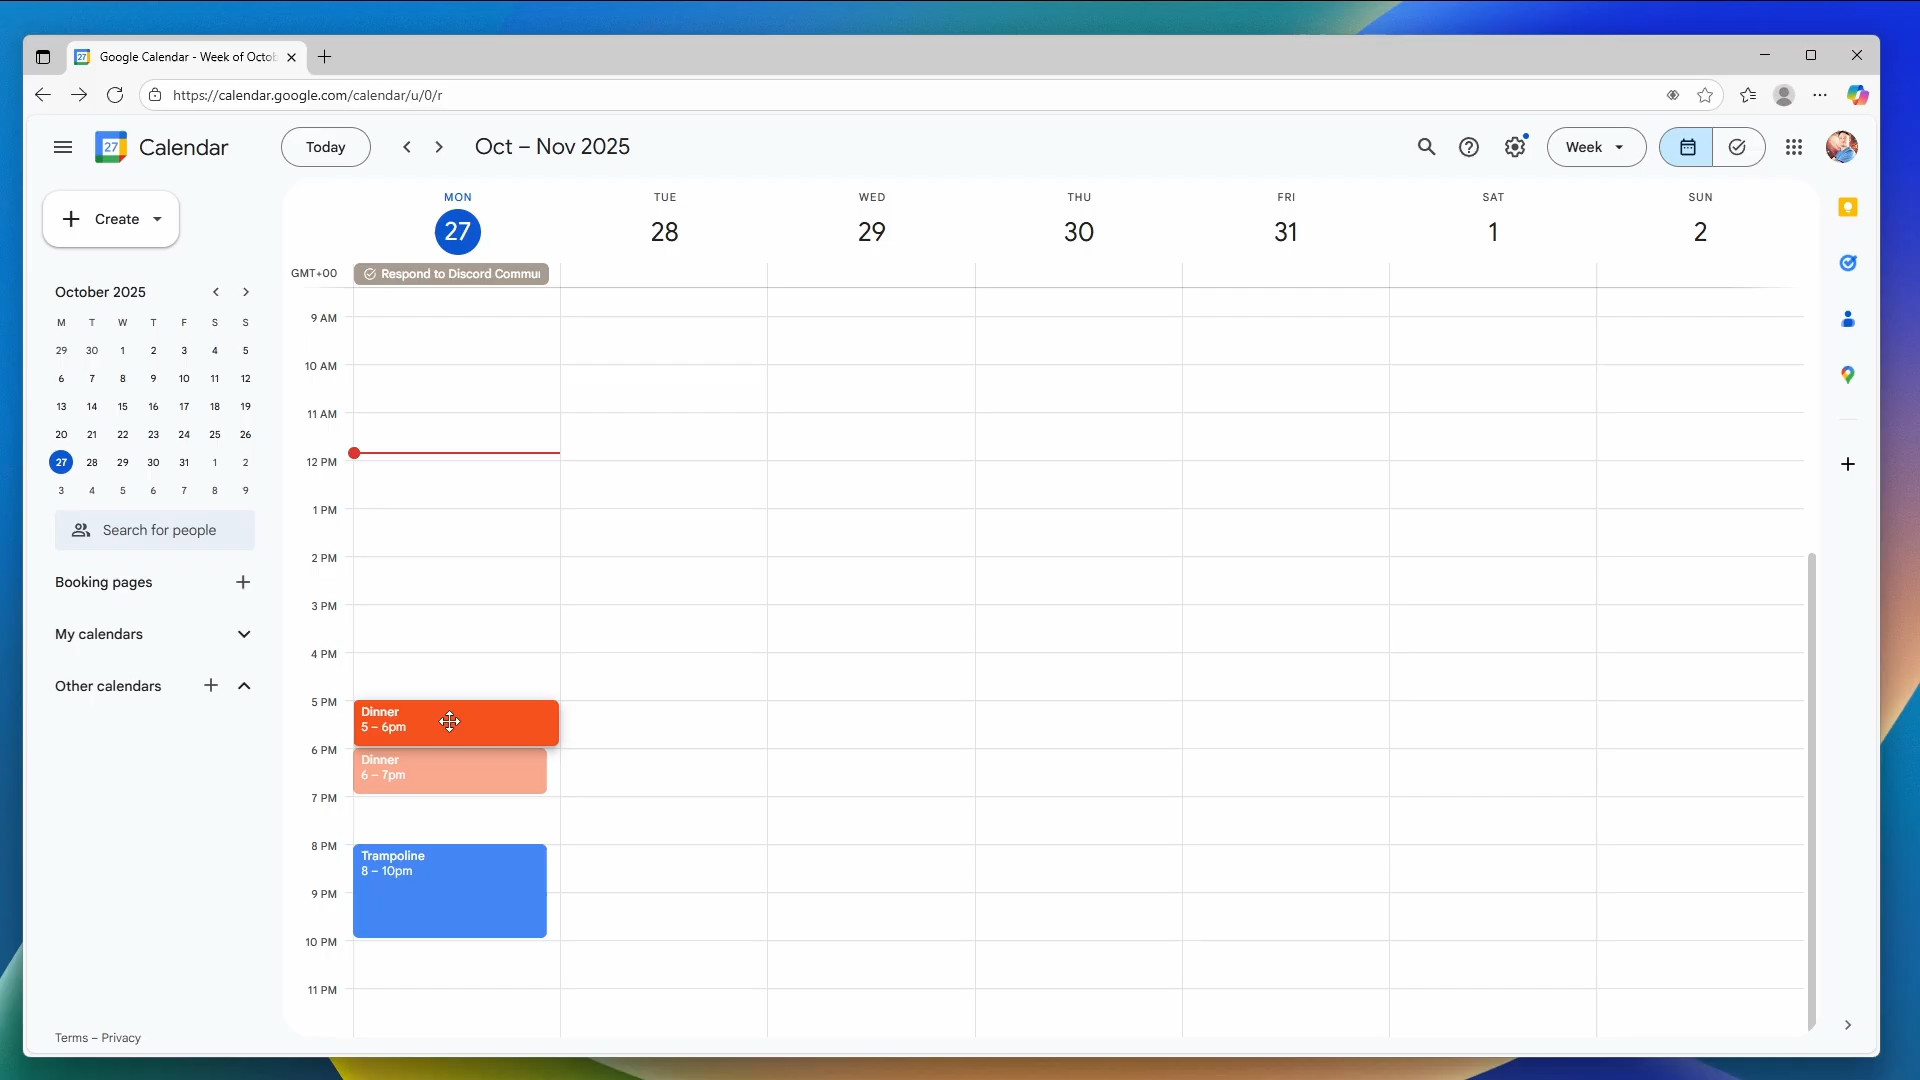 Google Calendar - Week of Octob
https://calendar.google.com/calendar/u/0/r
27
Calendar
Today
Oct – Nov 2025
Week
Create
October 2025
M T W T F S S
29 30 1 2 3 4 5
6 7 8 9 10 11 12
13 14 15 16 17 18 19
20 21 22 23 24 25 26
27 28 29 30 31 1 2
3 4 5 6 7 8 9
Search for people
Booking pages
My calendars
Other calendars
Terms – Privacy
MON TUE WED THU FRI SAT SUN
27 28 29 30 31 1 2
GMT+00
Respond to Discord Commu
9 AM
10 AM
11 AM
12 PM
1 PM
2 PM
3 PM
4 PM
5 PM
Dinner
5 – 6pm
6 PM
Dinner
6 – 7pm
7 PM
8 PM
Trampoline
8 – 10pm
9 PM
10 PM
11 PM